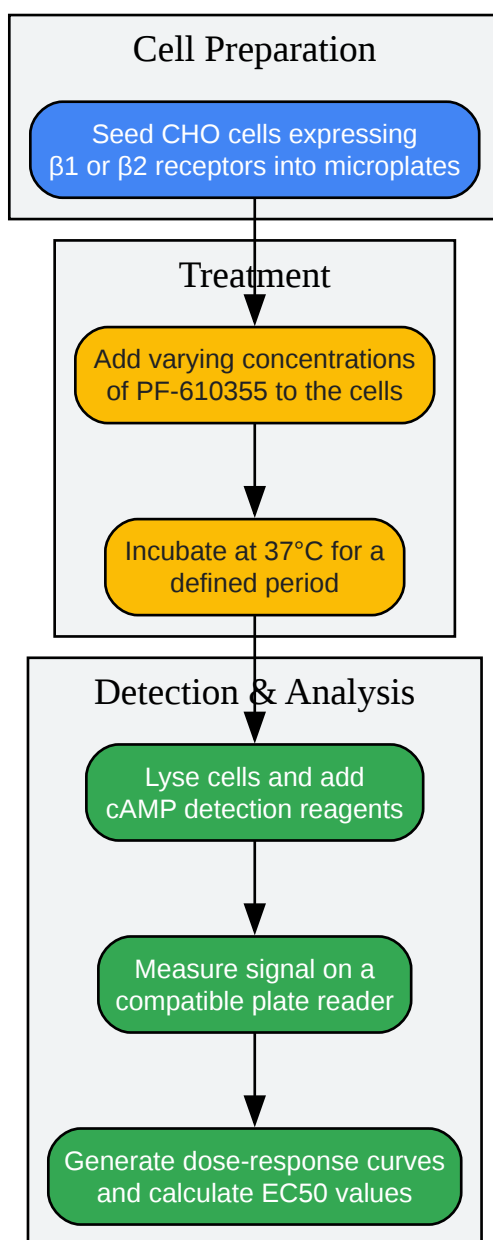 Cell Preparation
Seed CHO cells expressing
β1 or β2 receptors into microplates
Treatment
Add varying concentrations
of PF-610355 to the cells
Incubate at 37°C for a
defined period
Detection & Analysis
Lyse cells and add
cAMP detection reagents
Measure signal on a
compatible plate reader
Generate dose-response curves
and calculate EC50 values